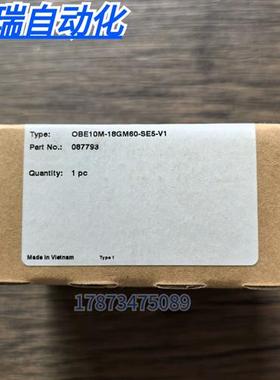 瑞自动化
Type: OBE10M-18GM60-SE5-V1
Part No.: 087793
Quantity: 1 pc
Made in Vietnam Type 1
17873475089